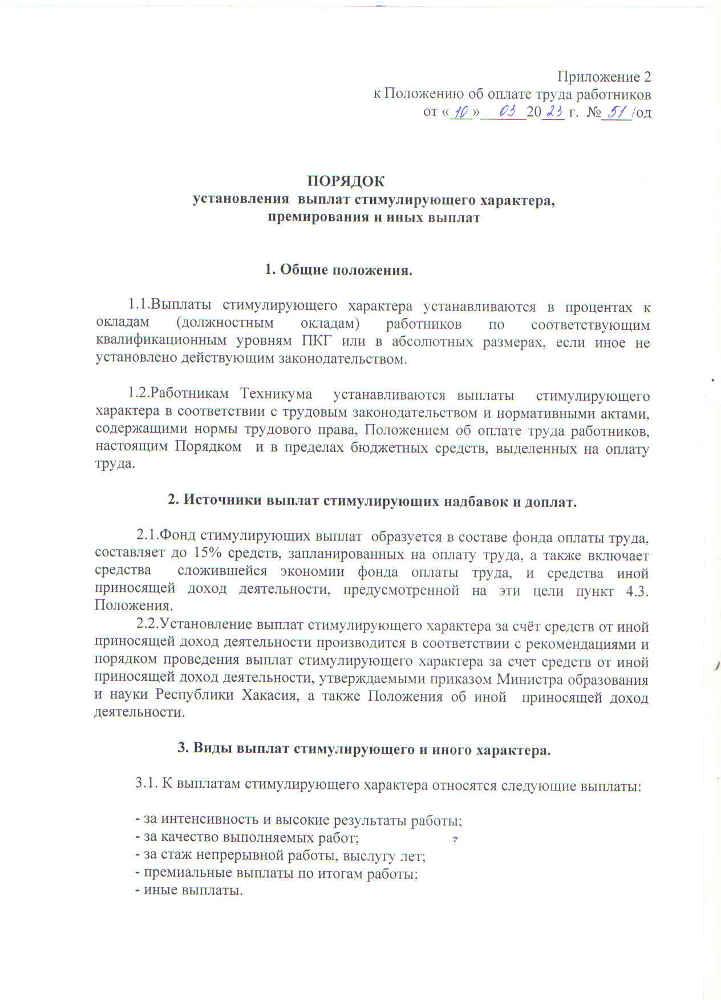 Приложение 2
к Положению об оплате труда работников
от «10» 03 2023 г. № 51/од
ПОРЯДОК
установления выплат стимулирующего характера,
премирования и иных выплат
1. Общие положения.
1.1.Выплаты стимулирующего характера устанавливаются в процентах к
окладам (должностным окладам) работников по соответствующим
квалификационным уровням ПКГ или в абсолютных размерах, если иное не
установлено действующим законодательством.
1.2.Работникам Техникума устанавливаются выплаты стимулирующего
характера в соответствии с трудовым законодательством и нормативными актами,
содержащими нормы трудового права, Положением об оплате труда работников,
настоящим Порядком и в пределах бюджетных средств, выделенных на оплату
труда.
2. Источники выплат стимулирующих надбавок и доплат.
2.1.Фонд стимулирующих выплат образуется в составе фонда оплаты труда,
составляет до 15% средств, запланированных на оплату труда, а также включает
средства сложившейся экономии фонда оплаты труда, и средства иной
приносящей доход деятельности, предусмотренной на эти цели пункт 4.3.
Положения.
2.2.Установление выплат стимулирующего характера за счёт средств от иной
приносящей доход деятельности производится в соответствии с рекомендациями и
порядком проведения выплат стимулирующего характера за счет средств от иной
приносящей доход деятельности, утверждаемыми приказом Министра образования
и науки Республики Хакасия, а также Положения об иной приносящей доход
деятельности.
3. Виды выплат стимулирующего и иного характера.
3.1. К выплатам стимулирующего характера относятся следующие выплаты:
- за интенсивность и высокие результаты работы;
- за качество выполняемых работ;
- за стаж непрерывной работы, выслугу лет;
- премиальные выплаты по итогам работы;
- иные выплаты.